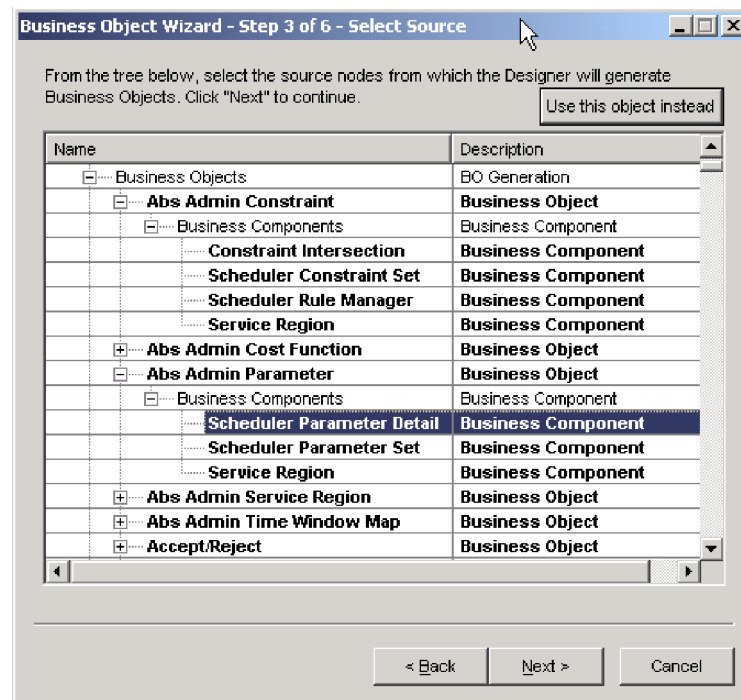 Business Object Wizard - Step 3 of 6 - Select Source
From the tree below, select the source nodes from which the Designer will generate
Business Objects. Click "Next" to continue.
Use this object instead
Name Description
Business Objects BO Generation
Abs Admin Constraint Business Object
Business Components Business Component
Constraint Intersection Business Component
Scheduler Constraint Set Business Component
Scheduler Rule Manager Business Component
Service Region Business Component
Abs Admin Cost Function Business Object
Abs Admin Parameter Business Object
Business Components Business Component
Scheduler Parameter Detail Business Component
Scheduler Parameter Set Business Component
Service Region Business Component
Abs Admin Service Region Business Object
Abs Admin Time Window Map Business Object
Accept/Reject Business Object
< Back Next > Cancel